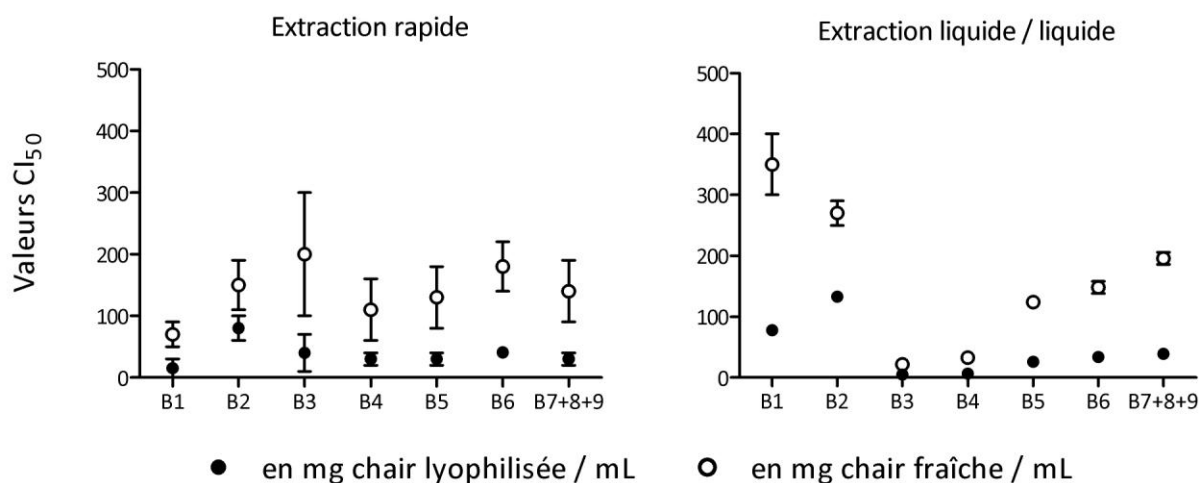 Extraction rapide
Extraction liquide / liquide
Valeurs CI50
500
400
300
200
100
0
B1 B2 B3 B4 B5 B6 B7+8+9
500
400
300
200
100
0
B1 B2 B3 B4 B5 B6 B7+8+9
en mg chair lyophilisée / mL
en mg chair fraîche / mL